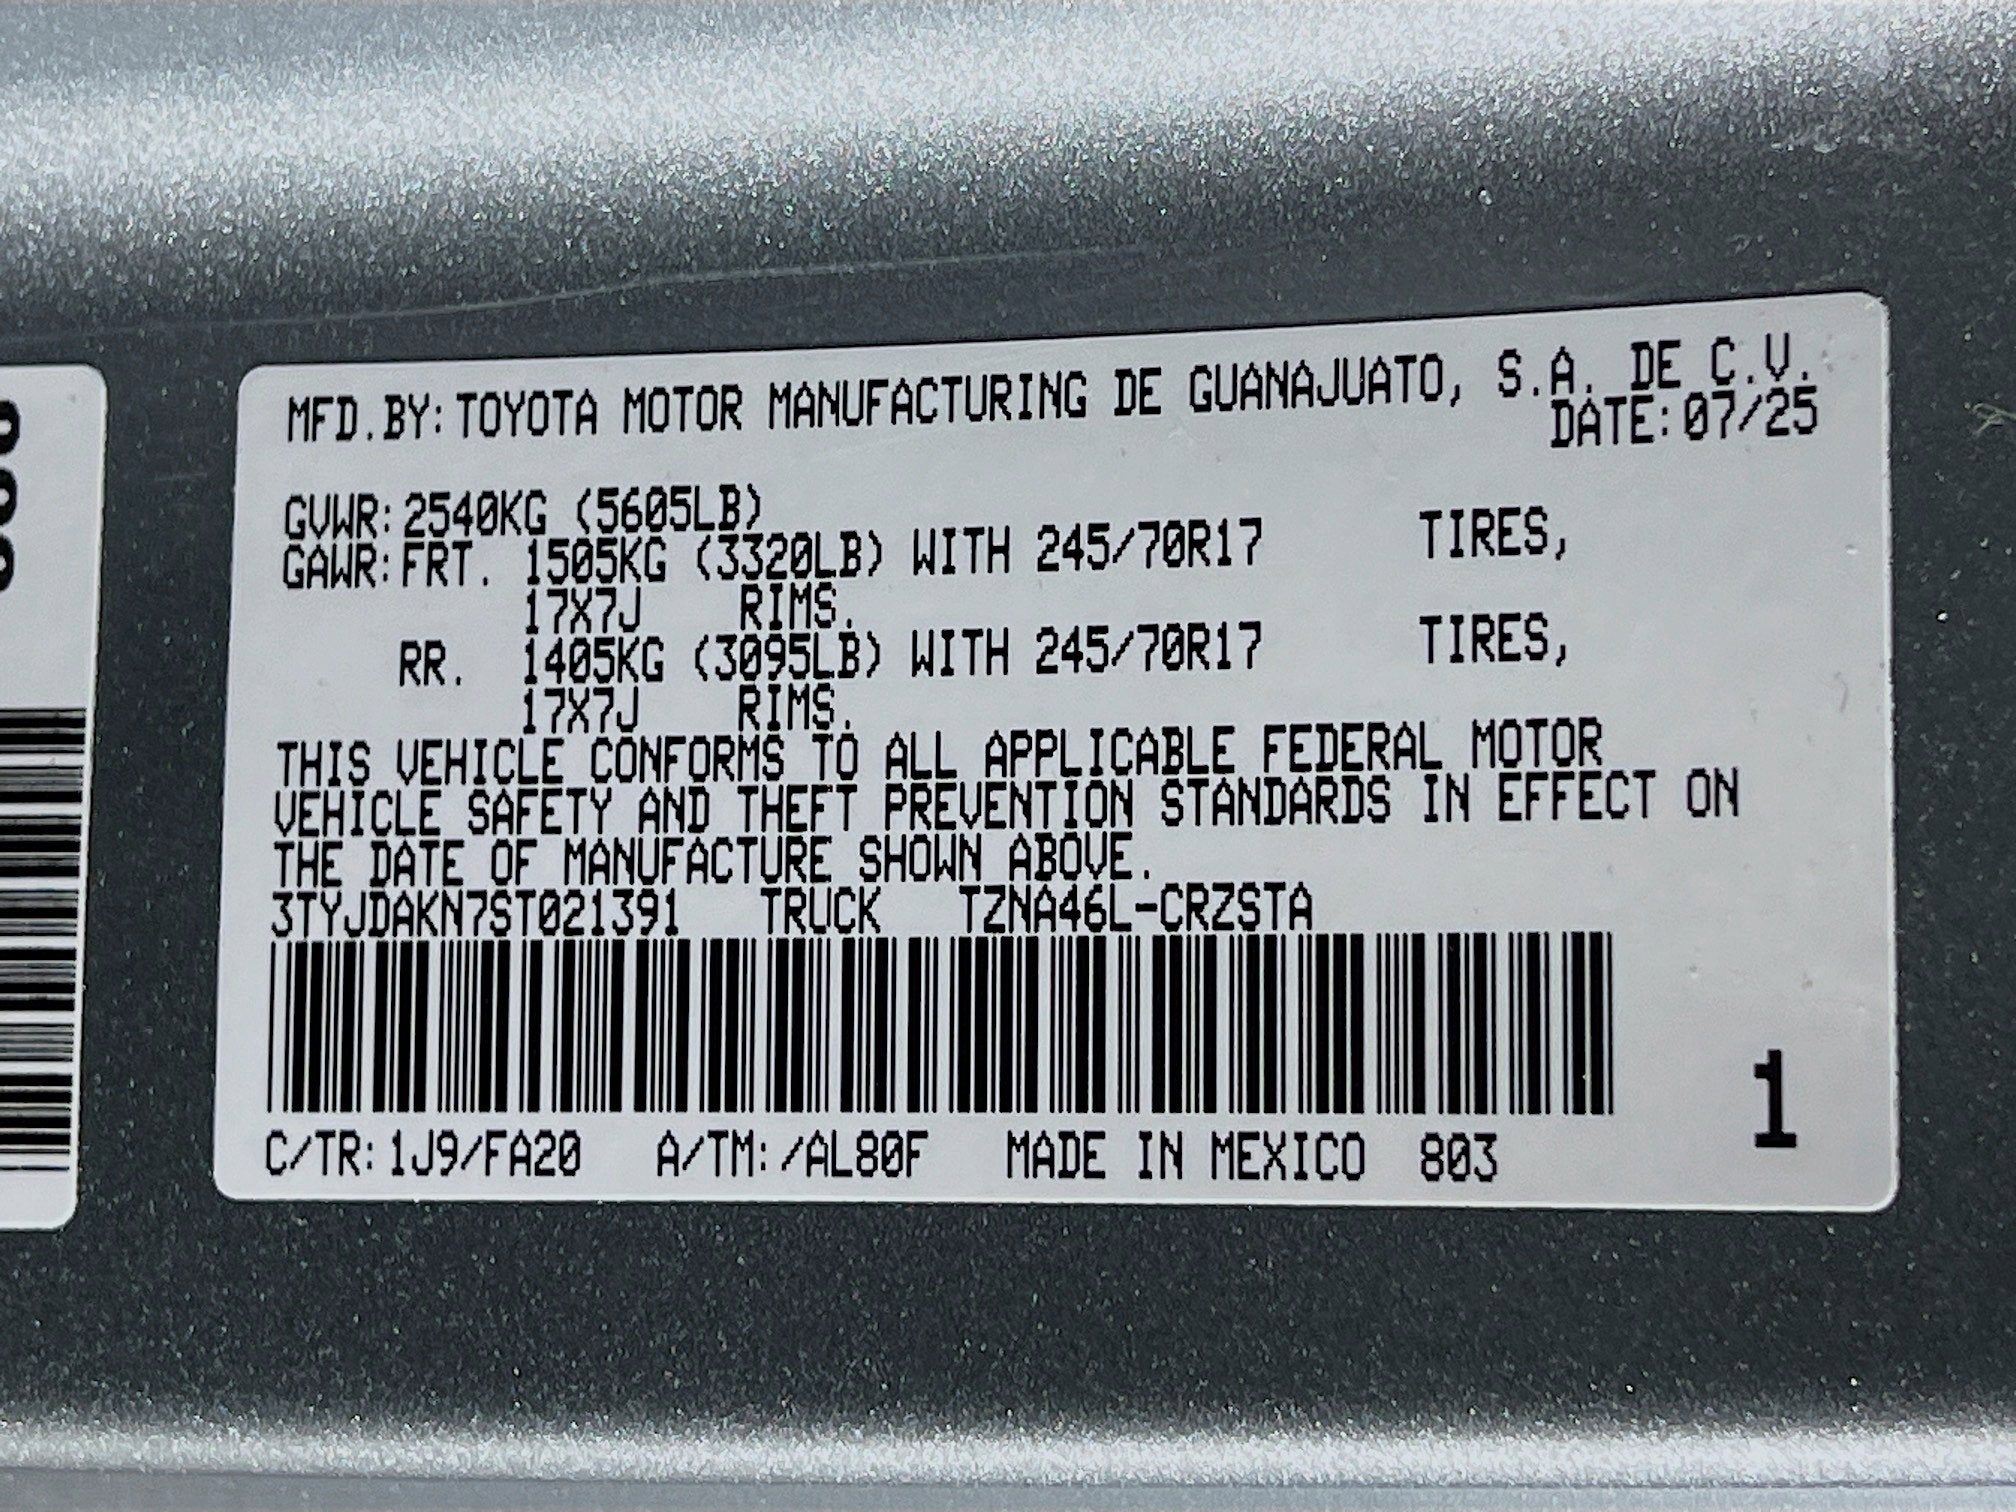 MFD.BY:TOYOTA MOTOR MANUFACTURING DE GUANAJUATO, S.A. DE C.V.
DATE:07/25
GVWR:2540KG (5605LB)
GAWR:FRT. 1505KG (3320LB) WITH 245/70R17 TIRES,
17X7J RIMS.
RR. 1405KG (3095LB) WITH 245/70R17 TIRES,
17X7J RIMS.
THIS VEHICLE CONFORMS TO ALL APPLICABLE FEDERAL MOTOR
VEHICLE SAFETY AND THEFT PREVENTION STANDARDS IN EFFECT ON
THE DATE OF MANUFACTURE SHOWN ABOVE.
3TYJDAKN7ST021391 TRUCK TZNA46L-CRZSTA
C/TR:1J9/FA20 A/TM:/AL80F MADE IN MEXICO 803
1